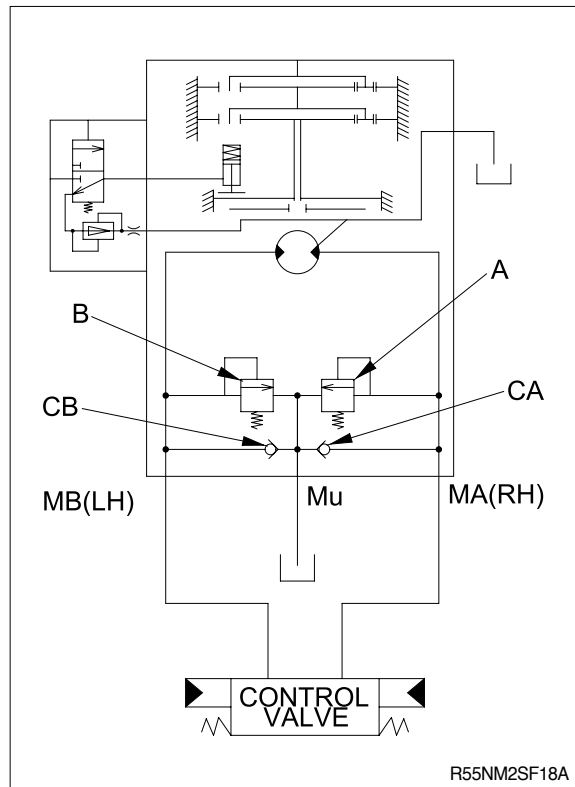 A
B
CB
CA
MB(LH)
Mu
MA(RH)
CONTROL
VALVE
R55NM2SF18A